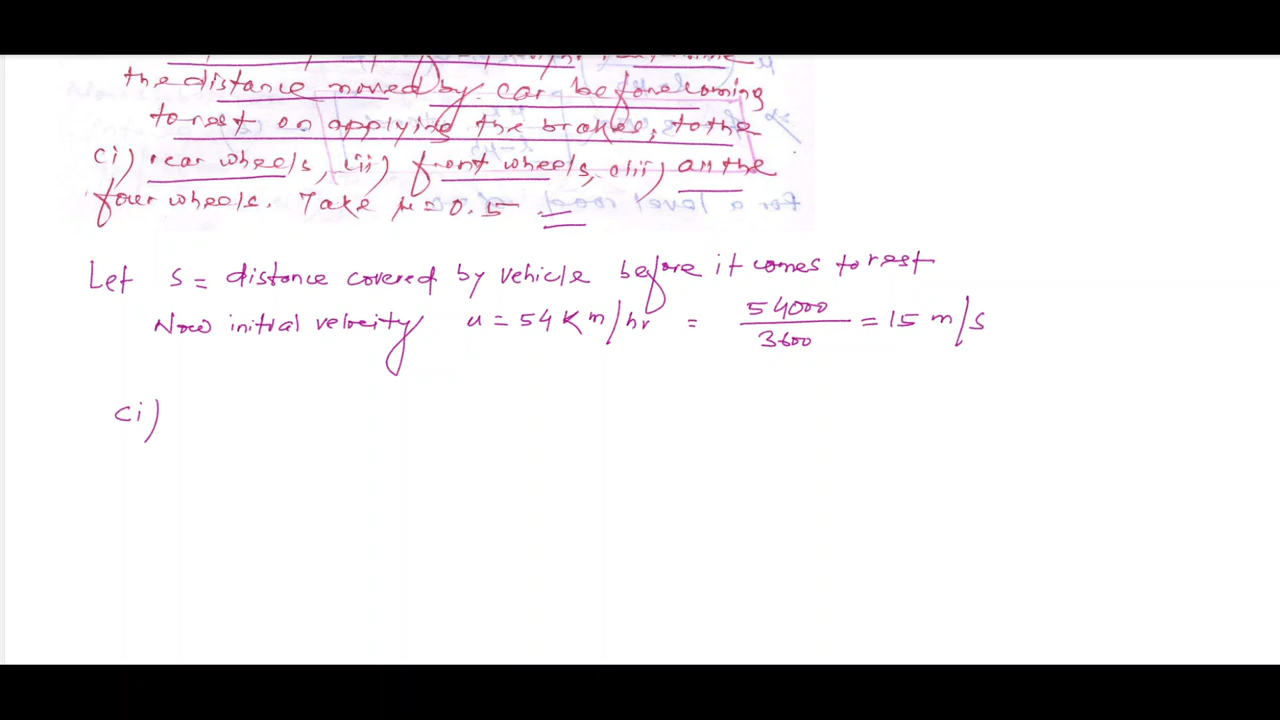 the distance moved by car before coming
to rest on applying the brakes, to the
(i) rear wheels, (ii) front wheels, (iii) all the
four wheels. Take μ = 0.5
Let s = distance covered by vehicle before it comes to rest
Now initial velocity u = 54 Km/hr = 54000/3600 = 15 m/s
(i)